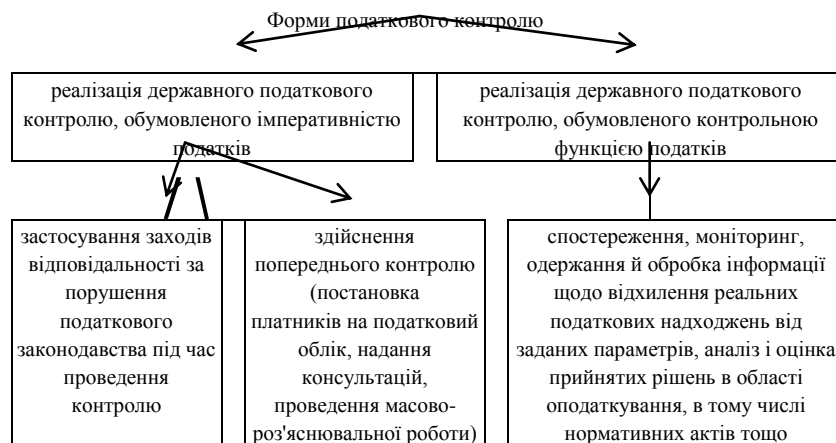 Форми податкового контролю
реалізація державного податкового
контролю, обумовленого імперативністю
податків
реалізація державного податкового
контролю, обумовленого контрольною
функцією податків
застосування заходів
відповідальності за
порушення
податкового
законодавства під час
проведення
контролю
здійснення
попереднього контролю
(постановка
платників на податковий
облік, надання
консультацій,
проведення масово-
роз'яснювальної роботи)
спостереження, моніторинг,
одержання й обробка інформації
щодо відхилення реальних
податкових надходжень від
заданих параметрів, аналіз і оцінка
прийнятих рішень в області
оподаткування, в тому числі
нормативних актів тощо